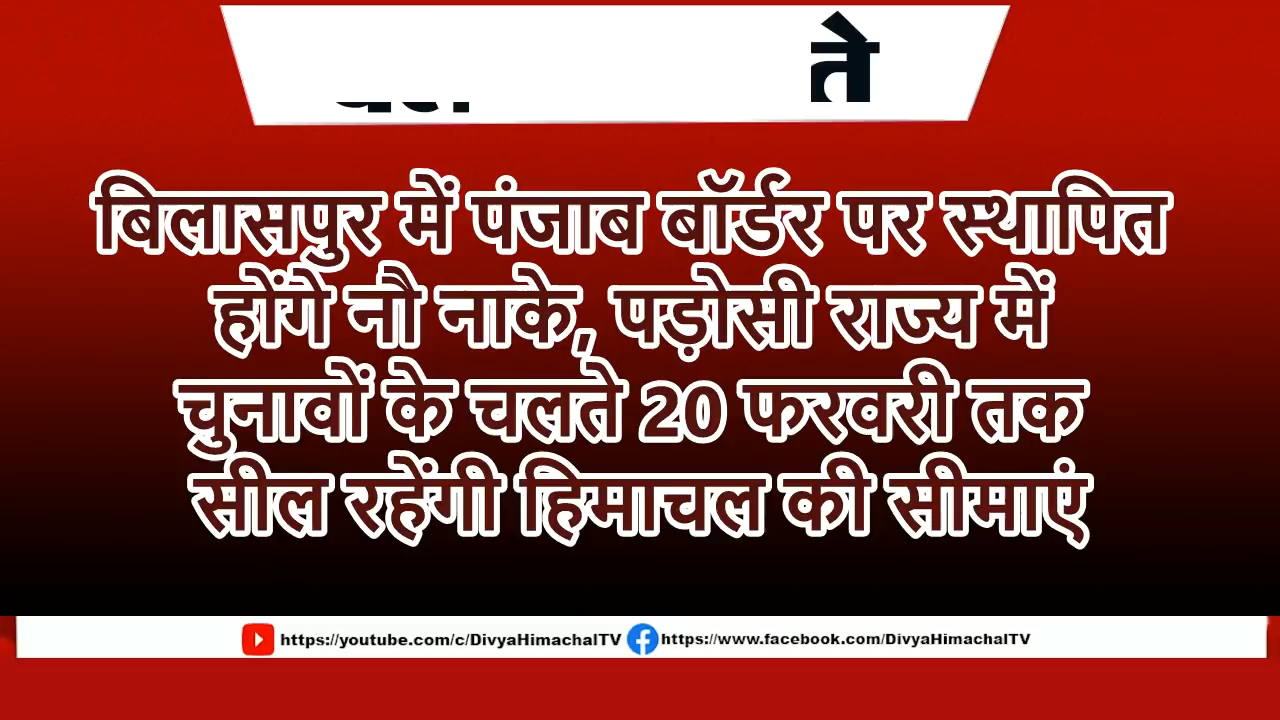 ते
बिलासपुर में पंजाब बॉर्डर पर स्थापित
होंगे नौ नाके, पड़ोसी राज्य में
चुनावों के चलते 20 फरवरी तक
सील रहेंगी हिमाचल की सीमाएं
https://youtube.com/c/DivyaHimachalTV https://www.facebook.com/DivyaHimachalTV